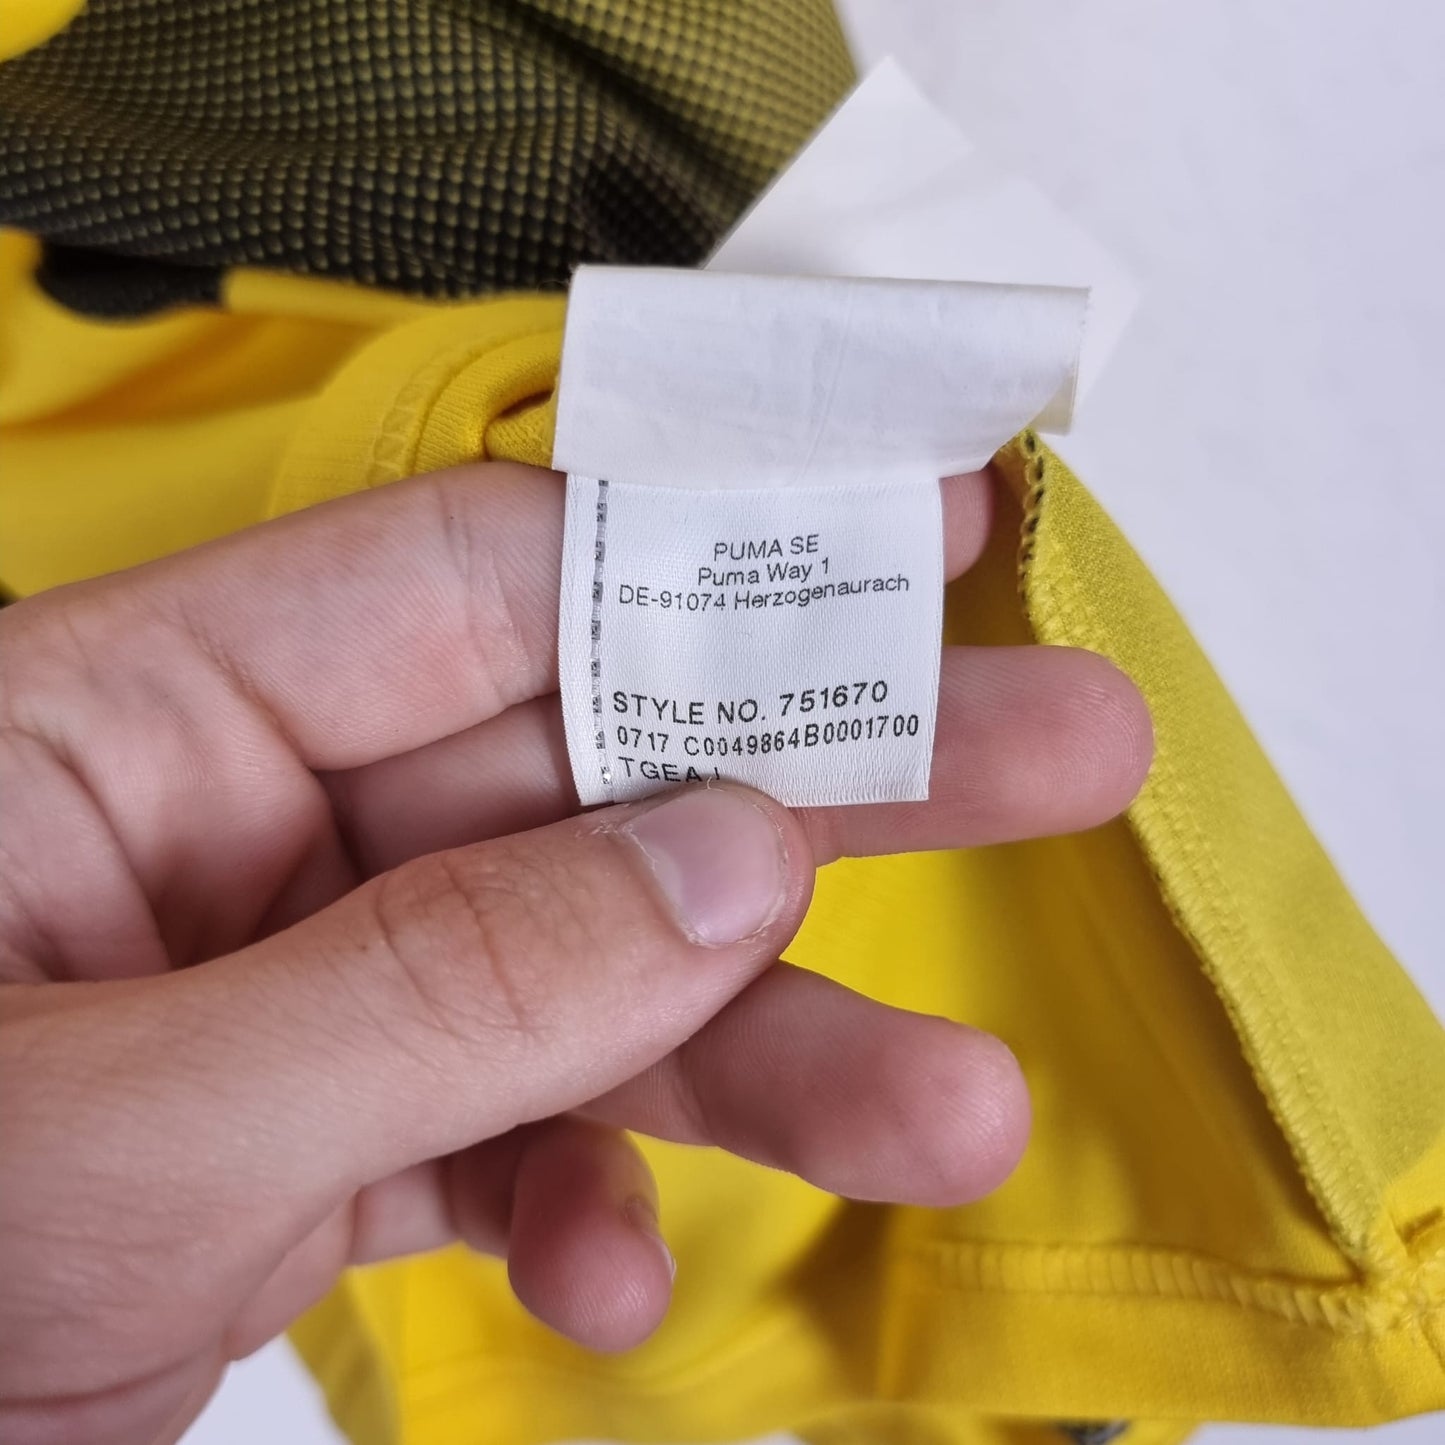 PUMA SE
Puma Way 1
DE-91074 Herzogenaurach
STYLE NO. 751670
0717 C0049864B0001700